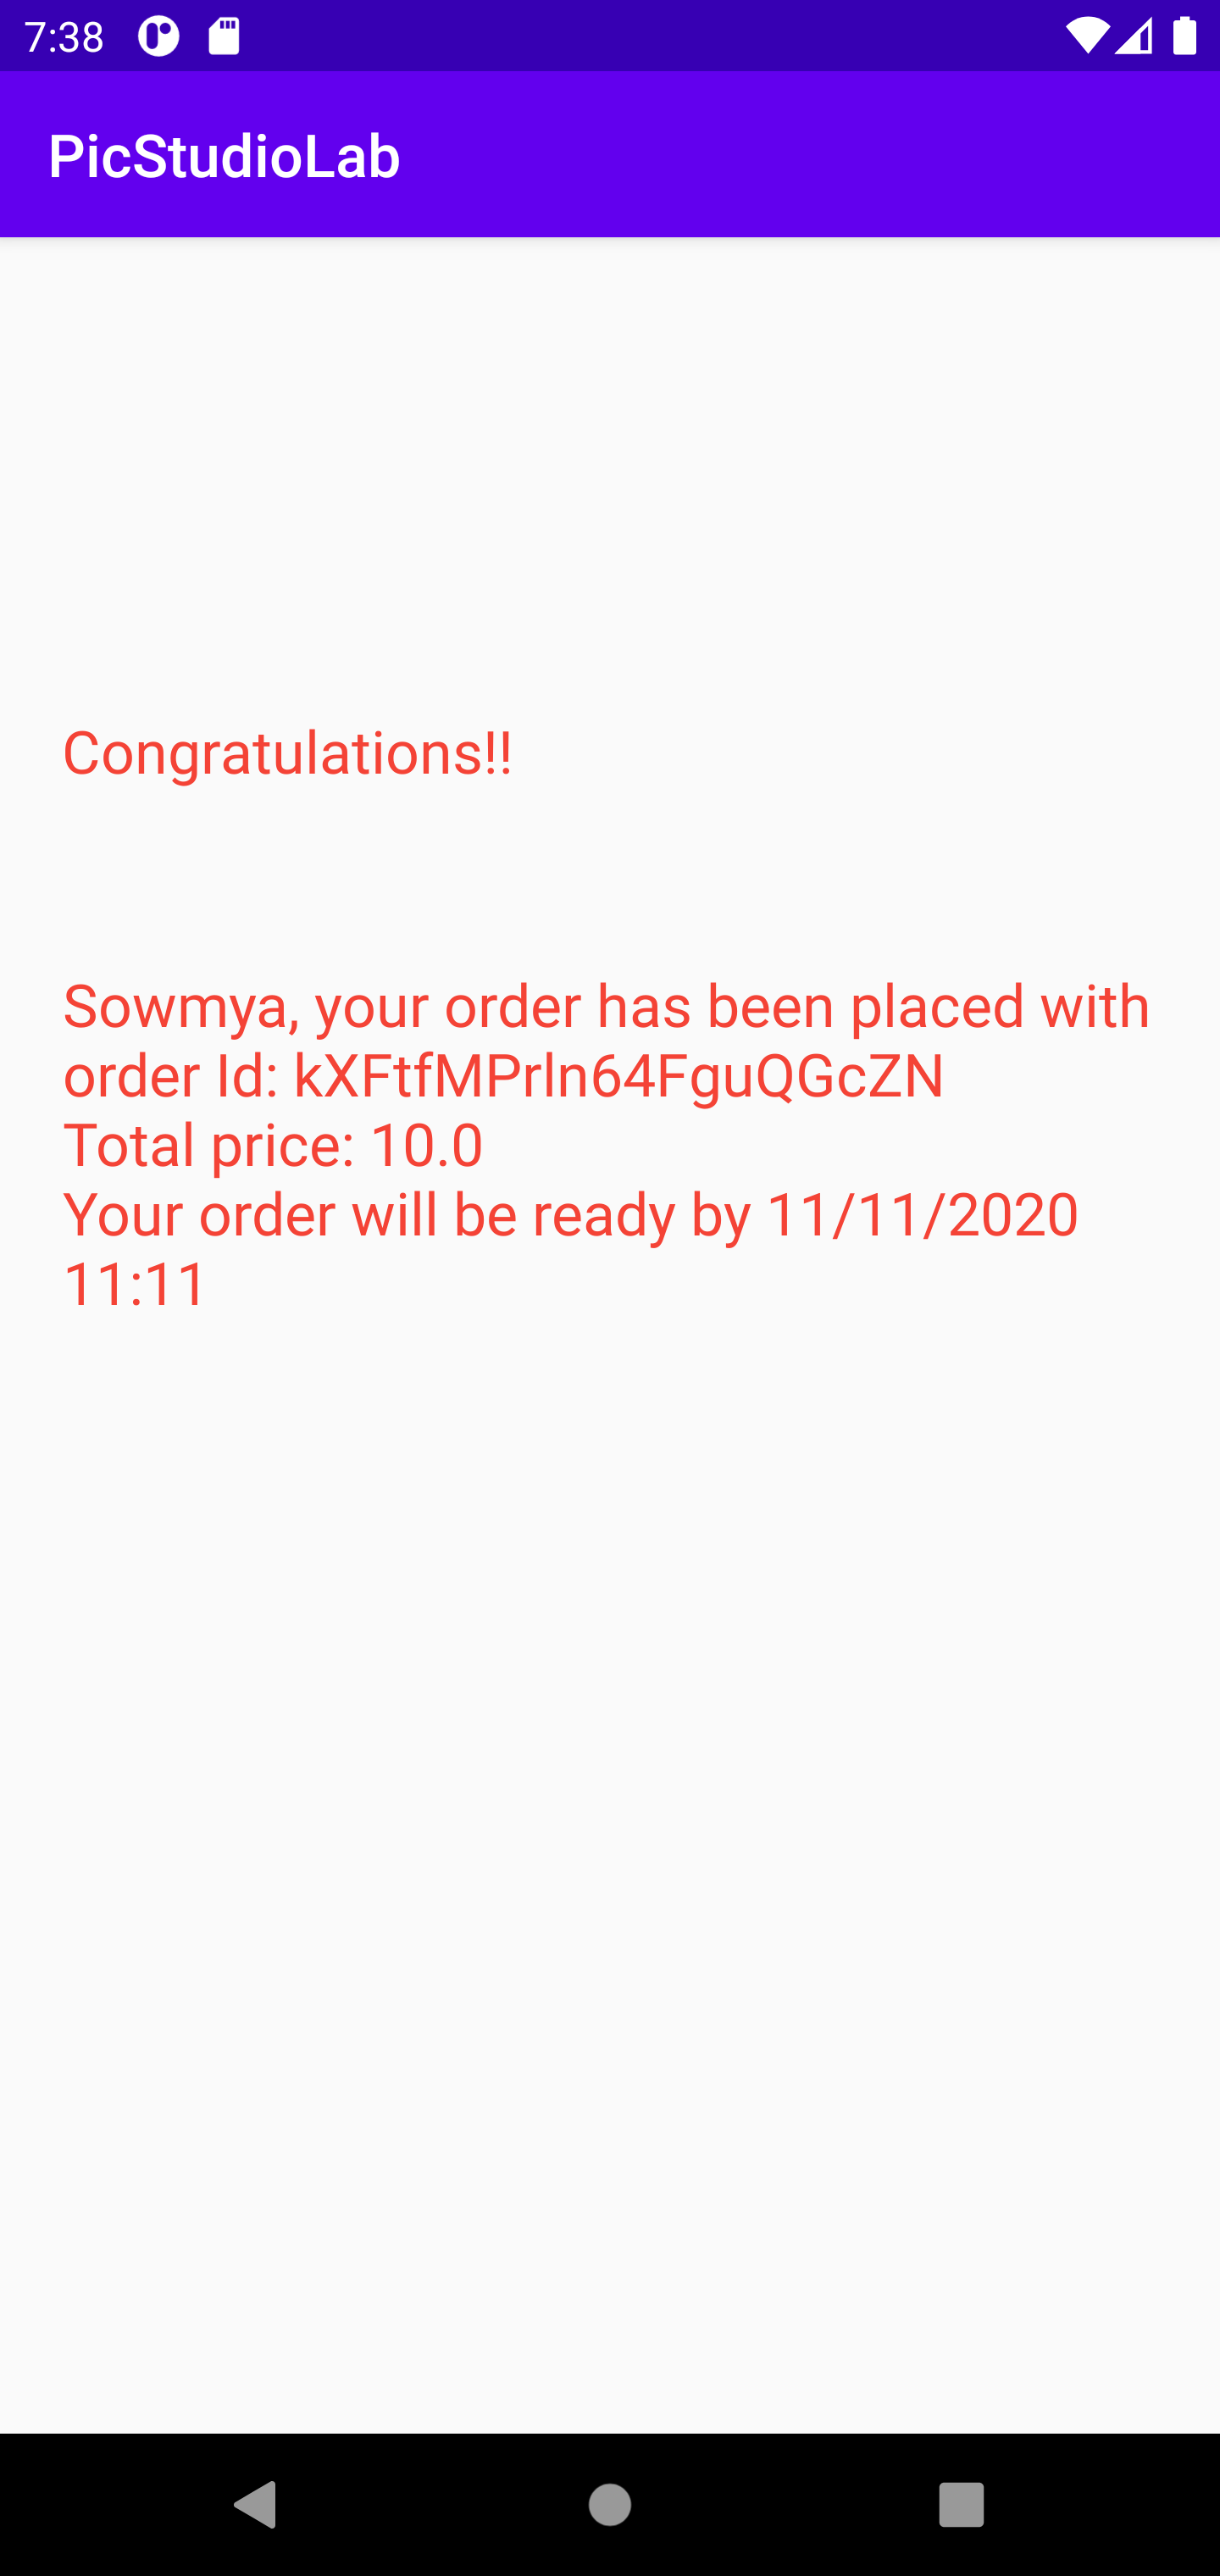 7:38
PicStudioLab
Congratulations!!
Sowmya, your order has been placed with
order Id: kXFtfMPrln64FguQGcZN
Total price: 10.0
Your order will be ready by 11/11/2020
11:11